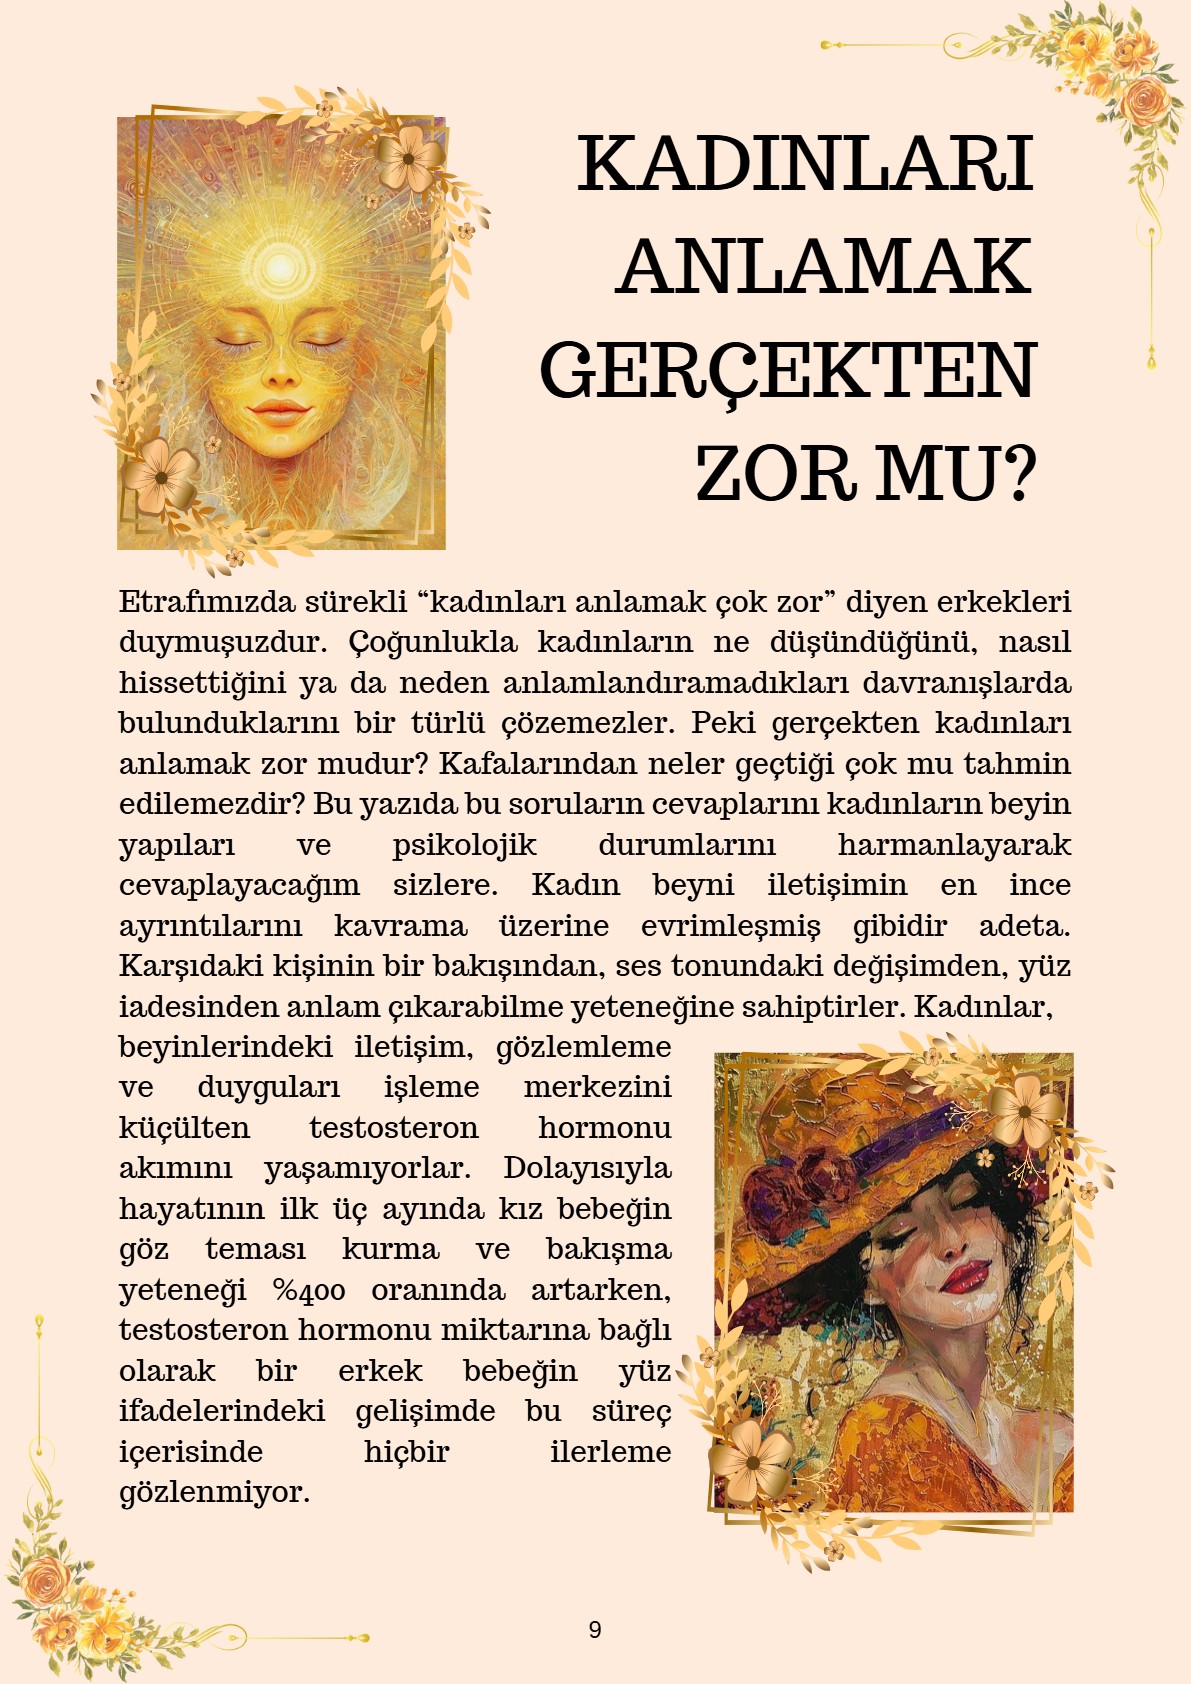 KADINLARI
ANLAMAK
GERÇEKTEN
ZOR MU?
Etrafımızda sürekli “kadınları anlamak çok zor” diyen erkekleri
duymuşuzdur. Çoğunlukla kadınların ne düşündüğünü, nasıl
hissettiğini ya da neden anlamlandıramadıkları davranışlarda
bulunduklarını bir türlü çözemezler. Peki gerçekten kadınları
anlamak zor mudur? Kafalarından neler geçtiği çok mu tahmin
edilemezdir? Bu yazıda bu soruların cevaplarını kadınların beyin
yapıları ve psikolojik durumlarını harmanlayarak
cevaplayacağım sizlere. Kadın beyni iletişimin en ince
ayrıntılarını kavrama üzerine evrimleşmiş gibidir adeta.
Karşıdaki kişinin bir bakışından, ses tonundaki değişimden, yüz
iadesinden anlam çıkarabilme yeteneğine sahiptirler. Kadınlar,
beyinlerindeki iletişim, gözlemleme
ve duyguları işleme merkezini
küçülten testosteron hormonu
akımını yaşamıyorlar. Dolayısıyla
hayatının ilk üç ayında kız bebeğin
göz teması kurma ve bakışma
yeteneği %400 oranında artarken,
testosteron hormonu miktarına bağlı
olarak bir erkek bebeğin yüz
ifadelerindeki gelişimde bu süreç
içerisinde hiçbir ilerleme
gözlenmiyor.
9